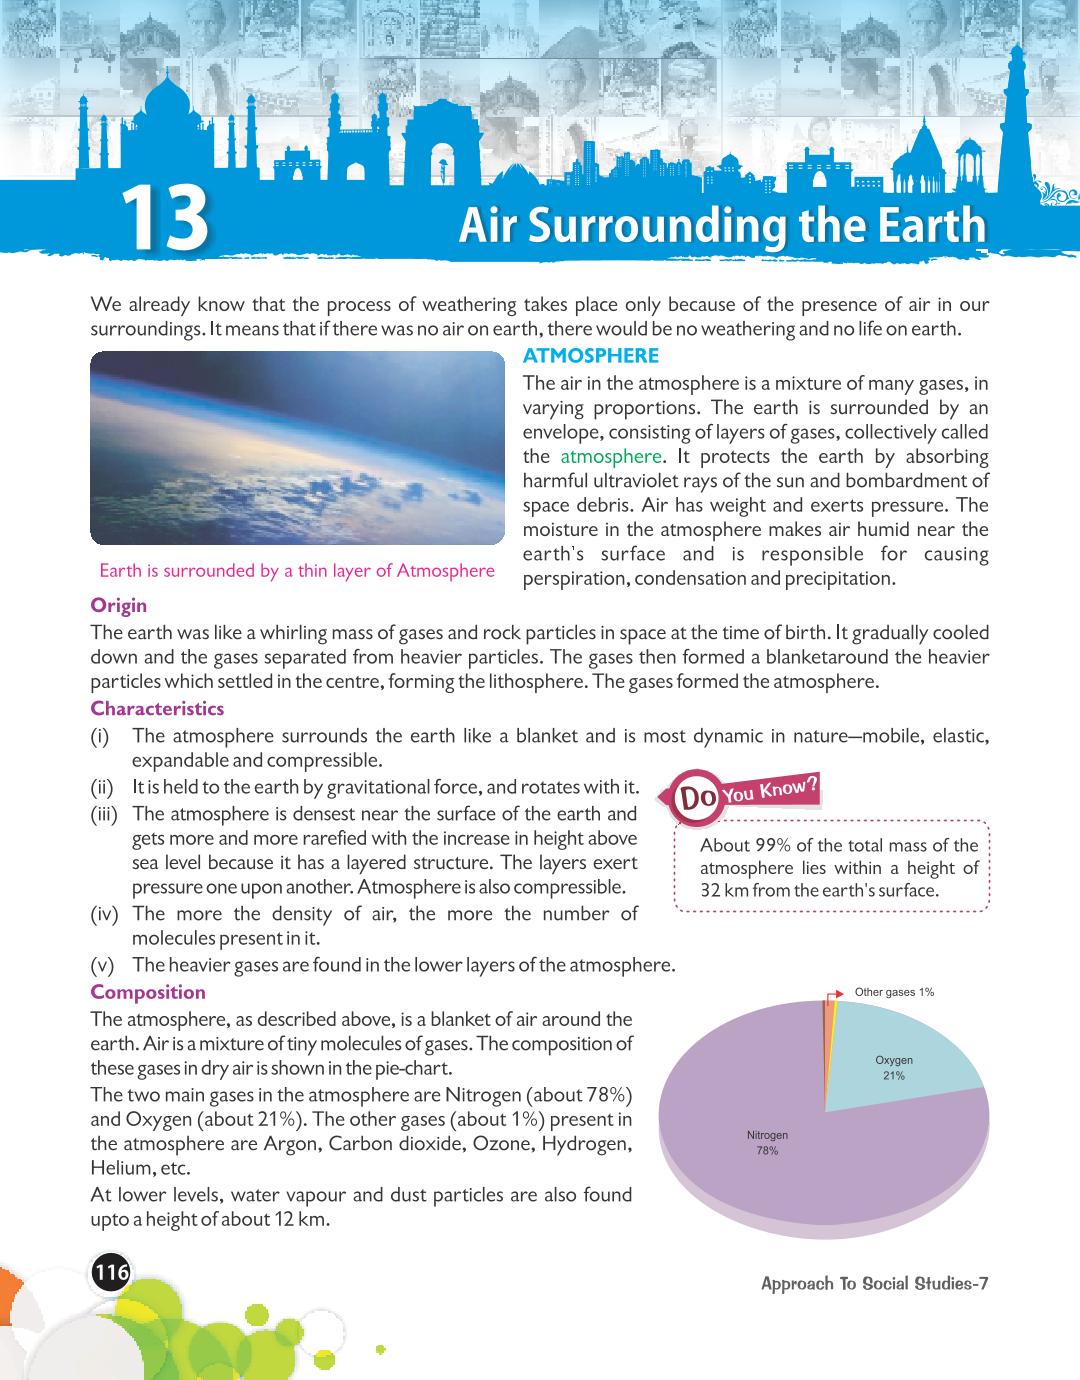 13
Air Surrounding the Earth
We already know that the process of weathering takes place only because of the presence of air in our
surroundings. It means that if there was no air on earth, there would be no weathering and no life on earth.
Earth is surrounded by a thin layer of Atmosphere
ATMOSPHERE
The air in the atmosphere is a mixture of many gases, in
varying proportions. The earth is surrounded by an
envelope, consisting of layers of gases, collectively called
the atmosphere. It protects the earth by absorbing
harmful ultraviolet rays of the sun and bombardment of
space debris. Air has weight and exerts pressure. The
moisture in the atmosphere makes air humid near the
earth's surface and is responsible for causing
perspiration, condensation and precipitation.
Origin
The earth was like a whirling mass of gases and rock particles in space at the time of birth. It gradually cooled
down and the gases separated from heavier particles. The gases then formed a blanketaround the heavier
particles which settled in the centre, forming the lithosphere. The gases formed the atmosphere.
Characteristics
(i) The atmosphere surrounds the earth like a blanket and is most dynamic in nature—mobile, elastic,
expandable and compressible.
(ii) It is held to the earth by gravitational force, and rotates with it.
(iii) The atmosphere is densest near the surface of the earth and
gets more and more rarefied with the increase in height above
sea level because it has a layered structure. The layers exert
pressure one upon another. Atmosphere is also compressible.
(iv) The more the density of air, the more the number of
molecules present in it.
(v) The heavier gases are found in the lower layers of the atmosphere.
Do You Know?
About 99% of the total mass of the
atmosphere lies within a height of
32 km from the earth's surface.
Composition
The atmosphere, as described above, is a blanket of air around the
earth. Air is a mixture of tiny molecules of gases. The composition of
these gases in dry air is shown in the pie-chart.
The two main gases in the atmosphere are Nitrogen (about 78%)
and Oxygen (about 21%). The other gases (about 1%) present in
the atmosphere are Argon, Carbon dioxide, Ozone, Hydrogen,
Helium, etc.
At lower levels, water vapour and dust particles are also found
upto a height of about 12 km.
Other gases 1%
Oxygen
21%
Nitrogen
78%
116
Approach To Social Studies-7